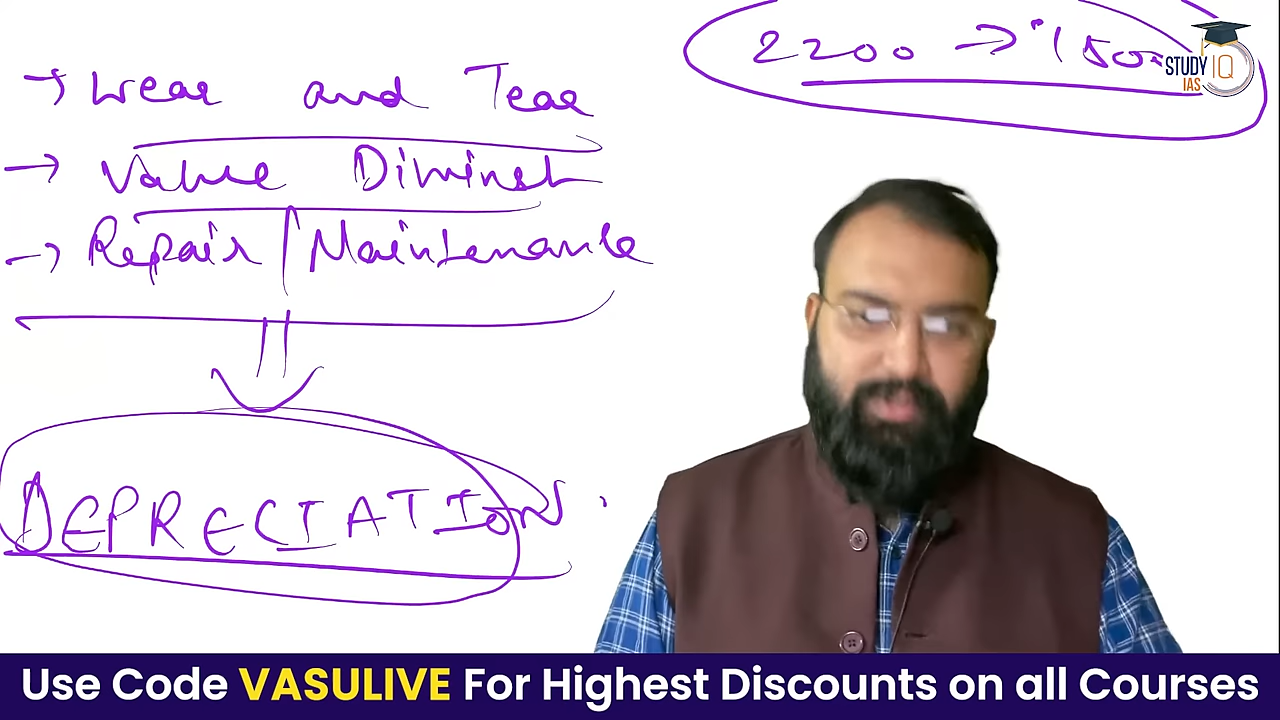 2200 →
STUDY IQ
IAS
→ Wear and Tear
→ Value Diminish
→ Repair / Maintenance
DEPRECIATION
Use Code VASULIVE For Highest Discounts on all Courses